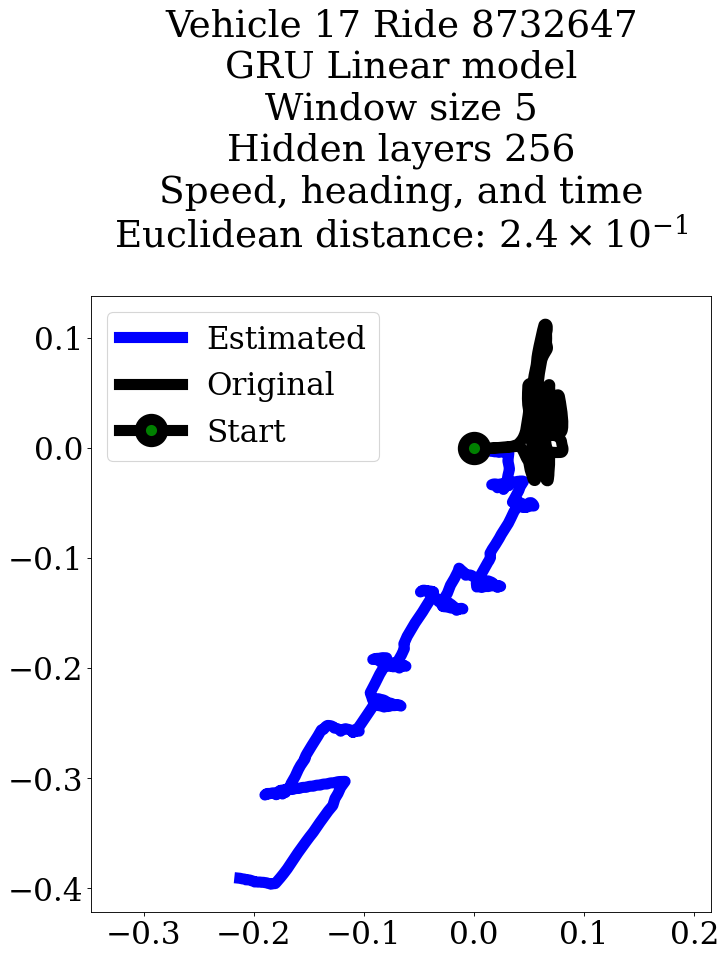 Vehicle 17 Ride 8732647
GRU Linear model
Window size 5
Hidden layers 256
Speed, heading, and time
Euclidean distance: 2.4 × 10⁻¹
Estimated
Original
Start
0.1
0.0
−0.1
−0.2
−0.3
−0.4
−0.3 −0.2 −0.1 0.0 0.1 0.2